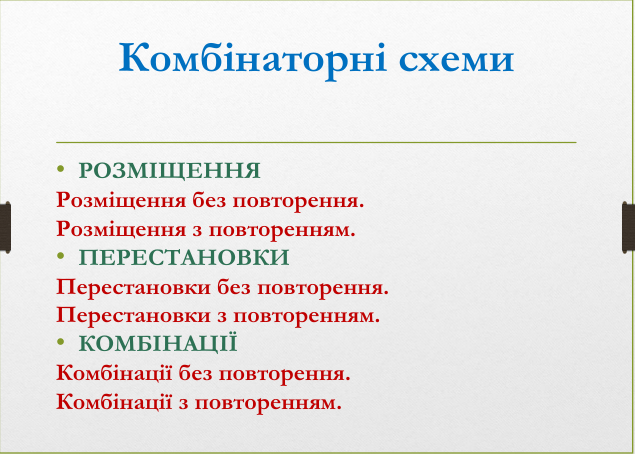 Комбінаторні схеми
• РОЗМІЩЕННЯ
Розміщення без повторення.
Розміщення з повторенням.
• ПЕРЕСТАНОВКИ
Перестановки без повторення.
Перестановки з повторенням.
• КОМБІНАЦІЇ
Комбінації без повторення.
Комбінації з повторенням.